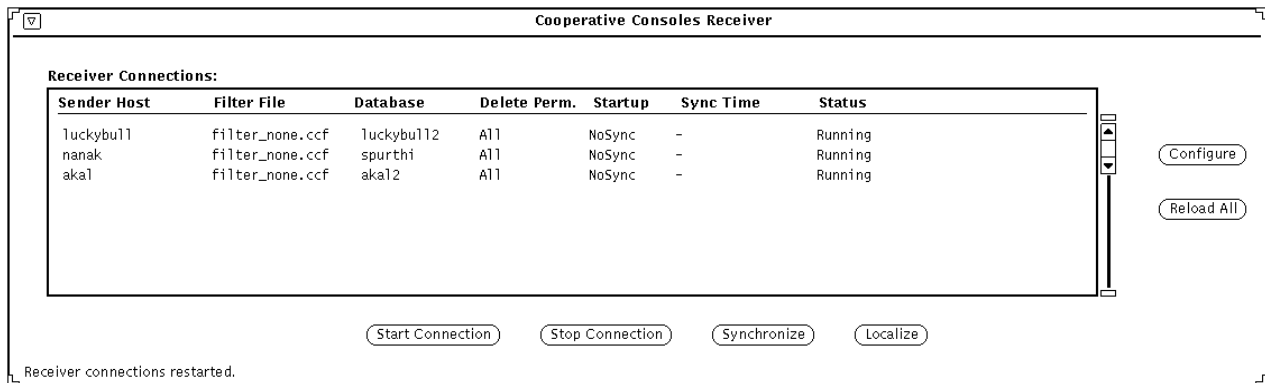 Cooperative Consoles Receiver
Receiver Connections:
Sender Host Filter File Database Delete Perm. Startup Sync Time Status
luckybull filter_none.ccf luckybull2 All NoSync - Running
nanak filter_none.ccf spurthi All NoSync - Running
akal filter_none.ccf akal2 All NoSync - Running
Configure
Reload All
Start Connection Stop Connection Synchronize Localize
Receiver connections restarted.